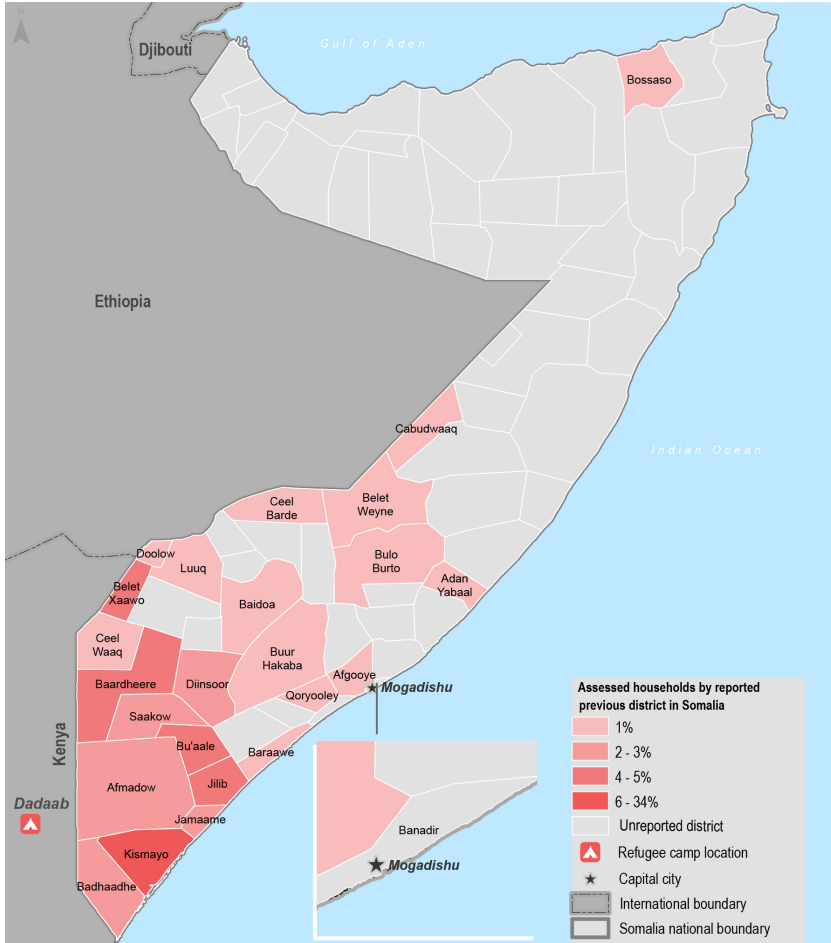 N
Djibouti
Gulf of Aden
Bossaso
Ethiopia
Cabudwaaq
Indian Ocean
Ceel
Barde
Belet
Weyne
Doolow
Luuq
Bulo
Burto
Belet
Xaawo
Adan
Yabaal
Baidoa
Ceel
Waaq
Buur
Hakaba
Afgooye
Baardheere
Diinsoor
Qoryooley
Mogadishu
Saakow
Bu'aale
Baraawe
Kenya
Afmadow
Jilib
Dadaab
Jamaame
Kismayo
Badhaadhe
Banadir
Mogadishu
Assessed households by reported
previous district in Somalia
1%
2 - 3%
4 - 5%
6 - 34%
Unreported district
Refugee camp location
Capital city
International boundary
Somalia national boundary